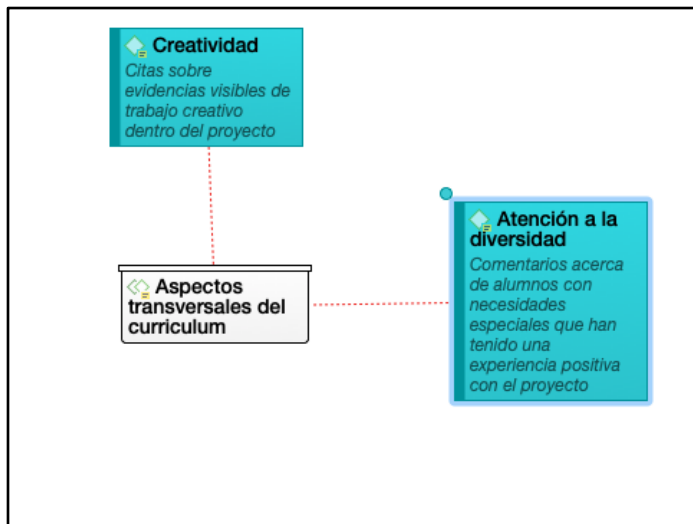 Creatividad
Citas sobre
evidencias visibles de
trabajo creativo
dentro del proyecto
Aspectos
transversales del
curriculum
Atención a la
diversidad
Comentarios acerca
de alumnos con
necesidades
especiales que han
tenido una
experiencia positiva
con el proyecto